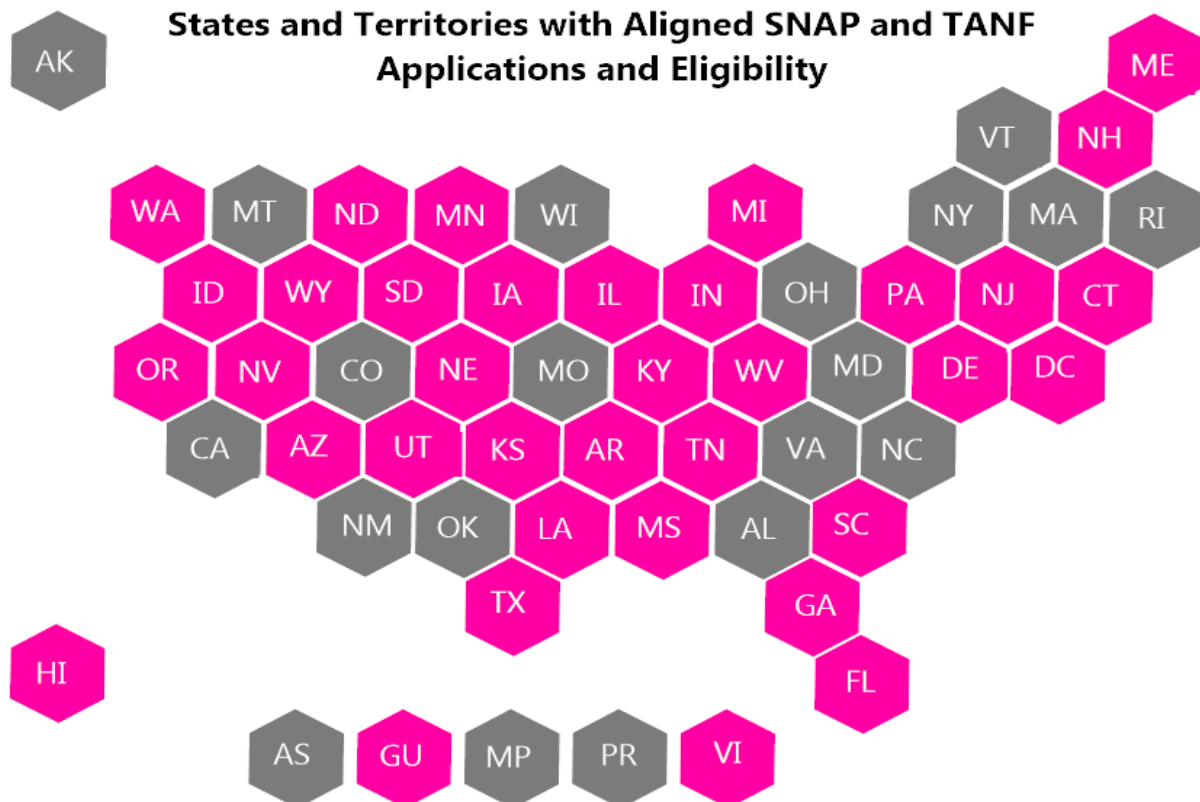 States and Territories with Aligned SNAP and TANF
Applications and Eligibility
AK
ME
VT NH
WA MT ND MN WI MI NY MA RI
ID WY SD IA IL IN OH PA NJ CT
OR NV CO NE MO KY WV MD DE DC
CA AZ UT KS AR TN VA NC
NM OK LA MS AL SC
TX GA
HI FL
AS GU MP PR VI